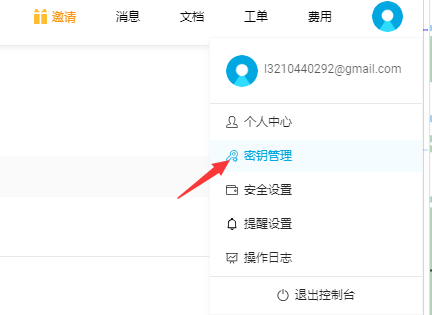 邀请 消息 文档 工单 费用
l3210440292@gmail.com
个人中心
密钥管理
安全设置
提醒设置
操作日志
退出控制台